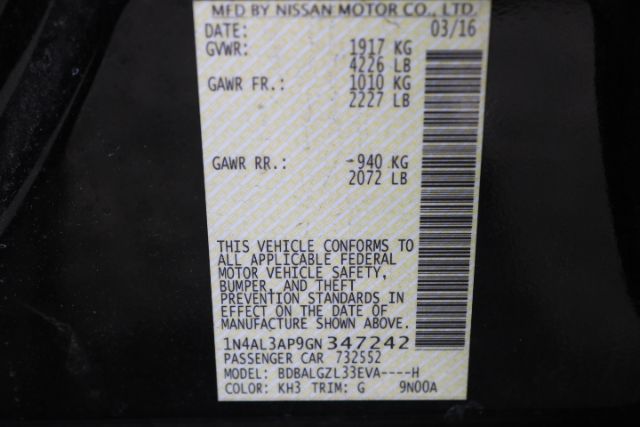 MFD BY NISSAN MOTOR CO., LTD.
DATE: 03/16
GVWR: 1917 KG
4226 LB
GAWR FR.: 1010 KG
2227 LB
GAWR RR.: 940 KG
2072 LB
THIS VEHICLE CONFORMS TO
ALL APPLICABLE FEDERAL
MOTOR VEHICLE SAFETY,
BUMPER, AND THEFT
PREVENTION STANDARDS IN
EFFECT ON THE DATE OF
MANUFACTURE SHOWN ABOVE.
1N4AL3AP9GN347242
PASSENGER CAR 732552
MODEL: BDBALGZL33EVA----H
COLOR: KH3 TRIM: G 9N00A